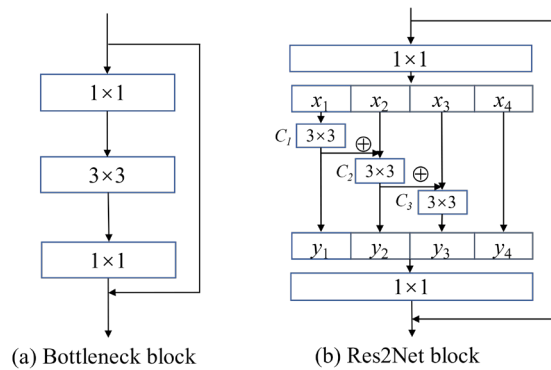 1×1
3×3
1×1
(a) Bottleneck block
1×1
x1 x2 x3 x4
C1 3×3
C2 3×3
C3 3×3
y1 y2 y3 y4
1×1
(b) Res2Net block